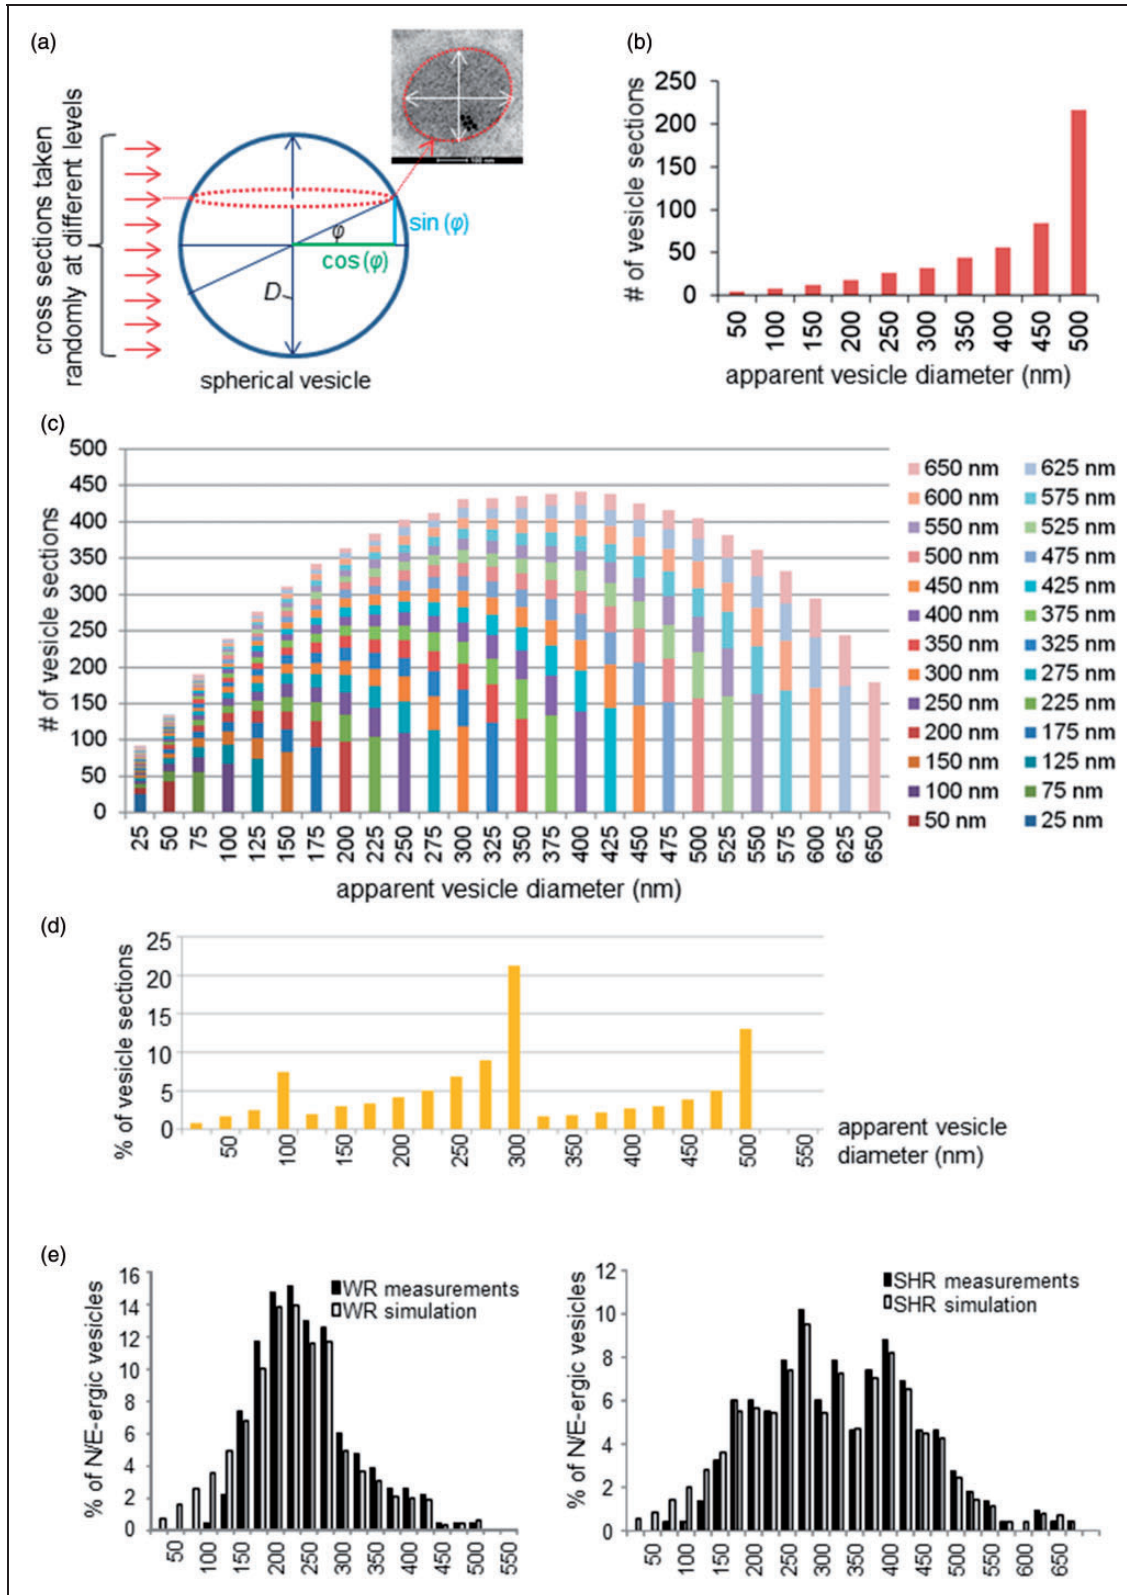 (a)
cross sections taken
randomly at different levels
φ
sin (φ)
cos (φ)
D
spherical vesicle
100 nm
(b)
# of vesicle sections
250
200
150
100
50
0
50 100 150 200 250 300 350 400 450 500
apparent vesicle diameter (nm)
(c)
# of vesicle sections
500
450
400
350
300
250
200
150
100
50
0
25 50 75 100 125 150 175 200 225 250 275 300 325 350 375 400 425 450 475 500 525 550 575 600 625 650
apparent vesicle diameter (nm)
650 nm 625 nm
600 nm 575 nm
550 nm 525 nm
500 nm 475 nm
450 nm 425 nm
400 nm 375 nm
350 nm 325 nm
300 nm 275 nm
250 nm 225 nm
200 nm 175 nm
150 nm 125 nm
100 nm 75 nm
50 nm 25 nm
(d)
% of vesicle sections
25
20
15
10
5
0
50 100 150 200 250 300 350 400 450 500 550
apparent vesicle
diameter (nm)
(e)
% of N/E-ergic vesicles
16
14
12
10
8
6
4
2
0
WR measurements
WR simulation
50 100 150 200 250 300 350 400 450 500 550
% of N/E-ergic vesicles
12
10
8
6
4
2
0
SHR measurements
SHR simulation
50 100 150 200 250 300 350 400 450 500 550 600 650